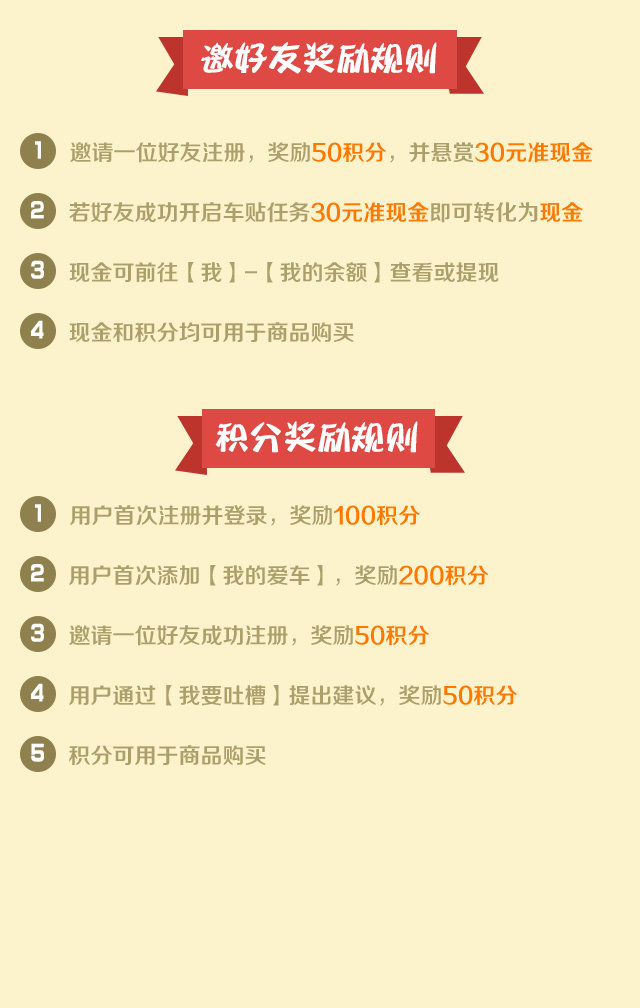 邀好友奖励规则
1 邀请一位好友注册，奖励50积分，并悬赏30元准现金
2 若好友成功开启车贴任务30元准现金即可转化为现金
3 现金可前往【我】-【我的余额】查看或提现
4 现金和积分均可用于商品购买
积分奖励规则
1 用户首次注册并登录，奖励100积分
2 用户首次添加【我的爱车】，奖励200积分
3 邀请一位好友成功注册，奖励50积分
4 用户通过【我要吐槽】提出建议，奖励50积分
5 积分可用于商品购买